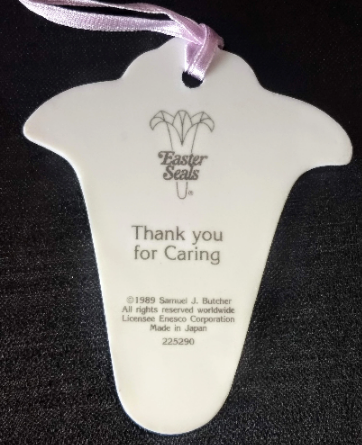 Easter
Seals
®
Thank you
for Caring
©1989 Samuel J. Butcher
All rights reserved worldwide
Licensee Enesco Corporation
Made in Japan
225290